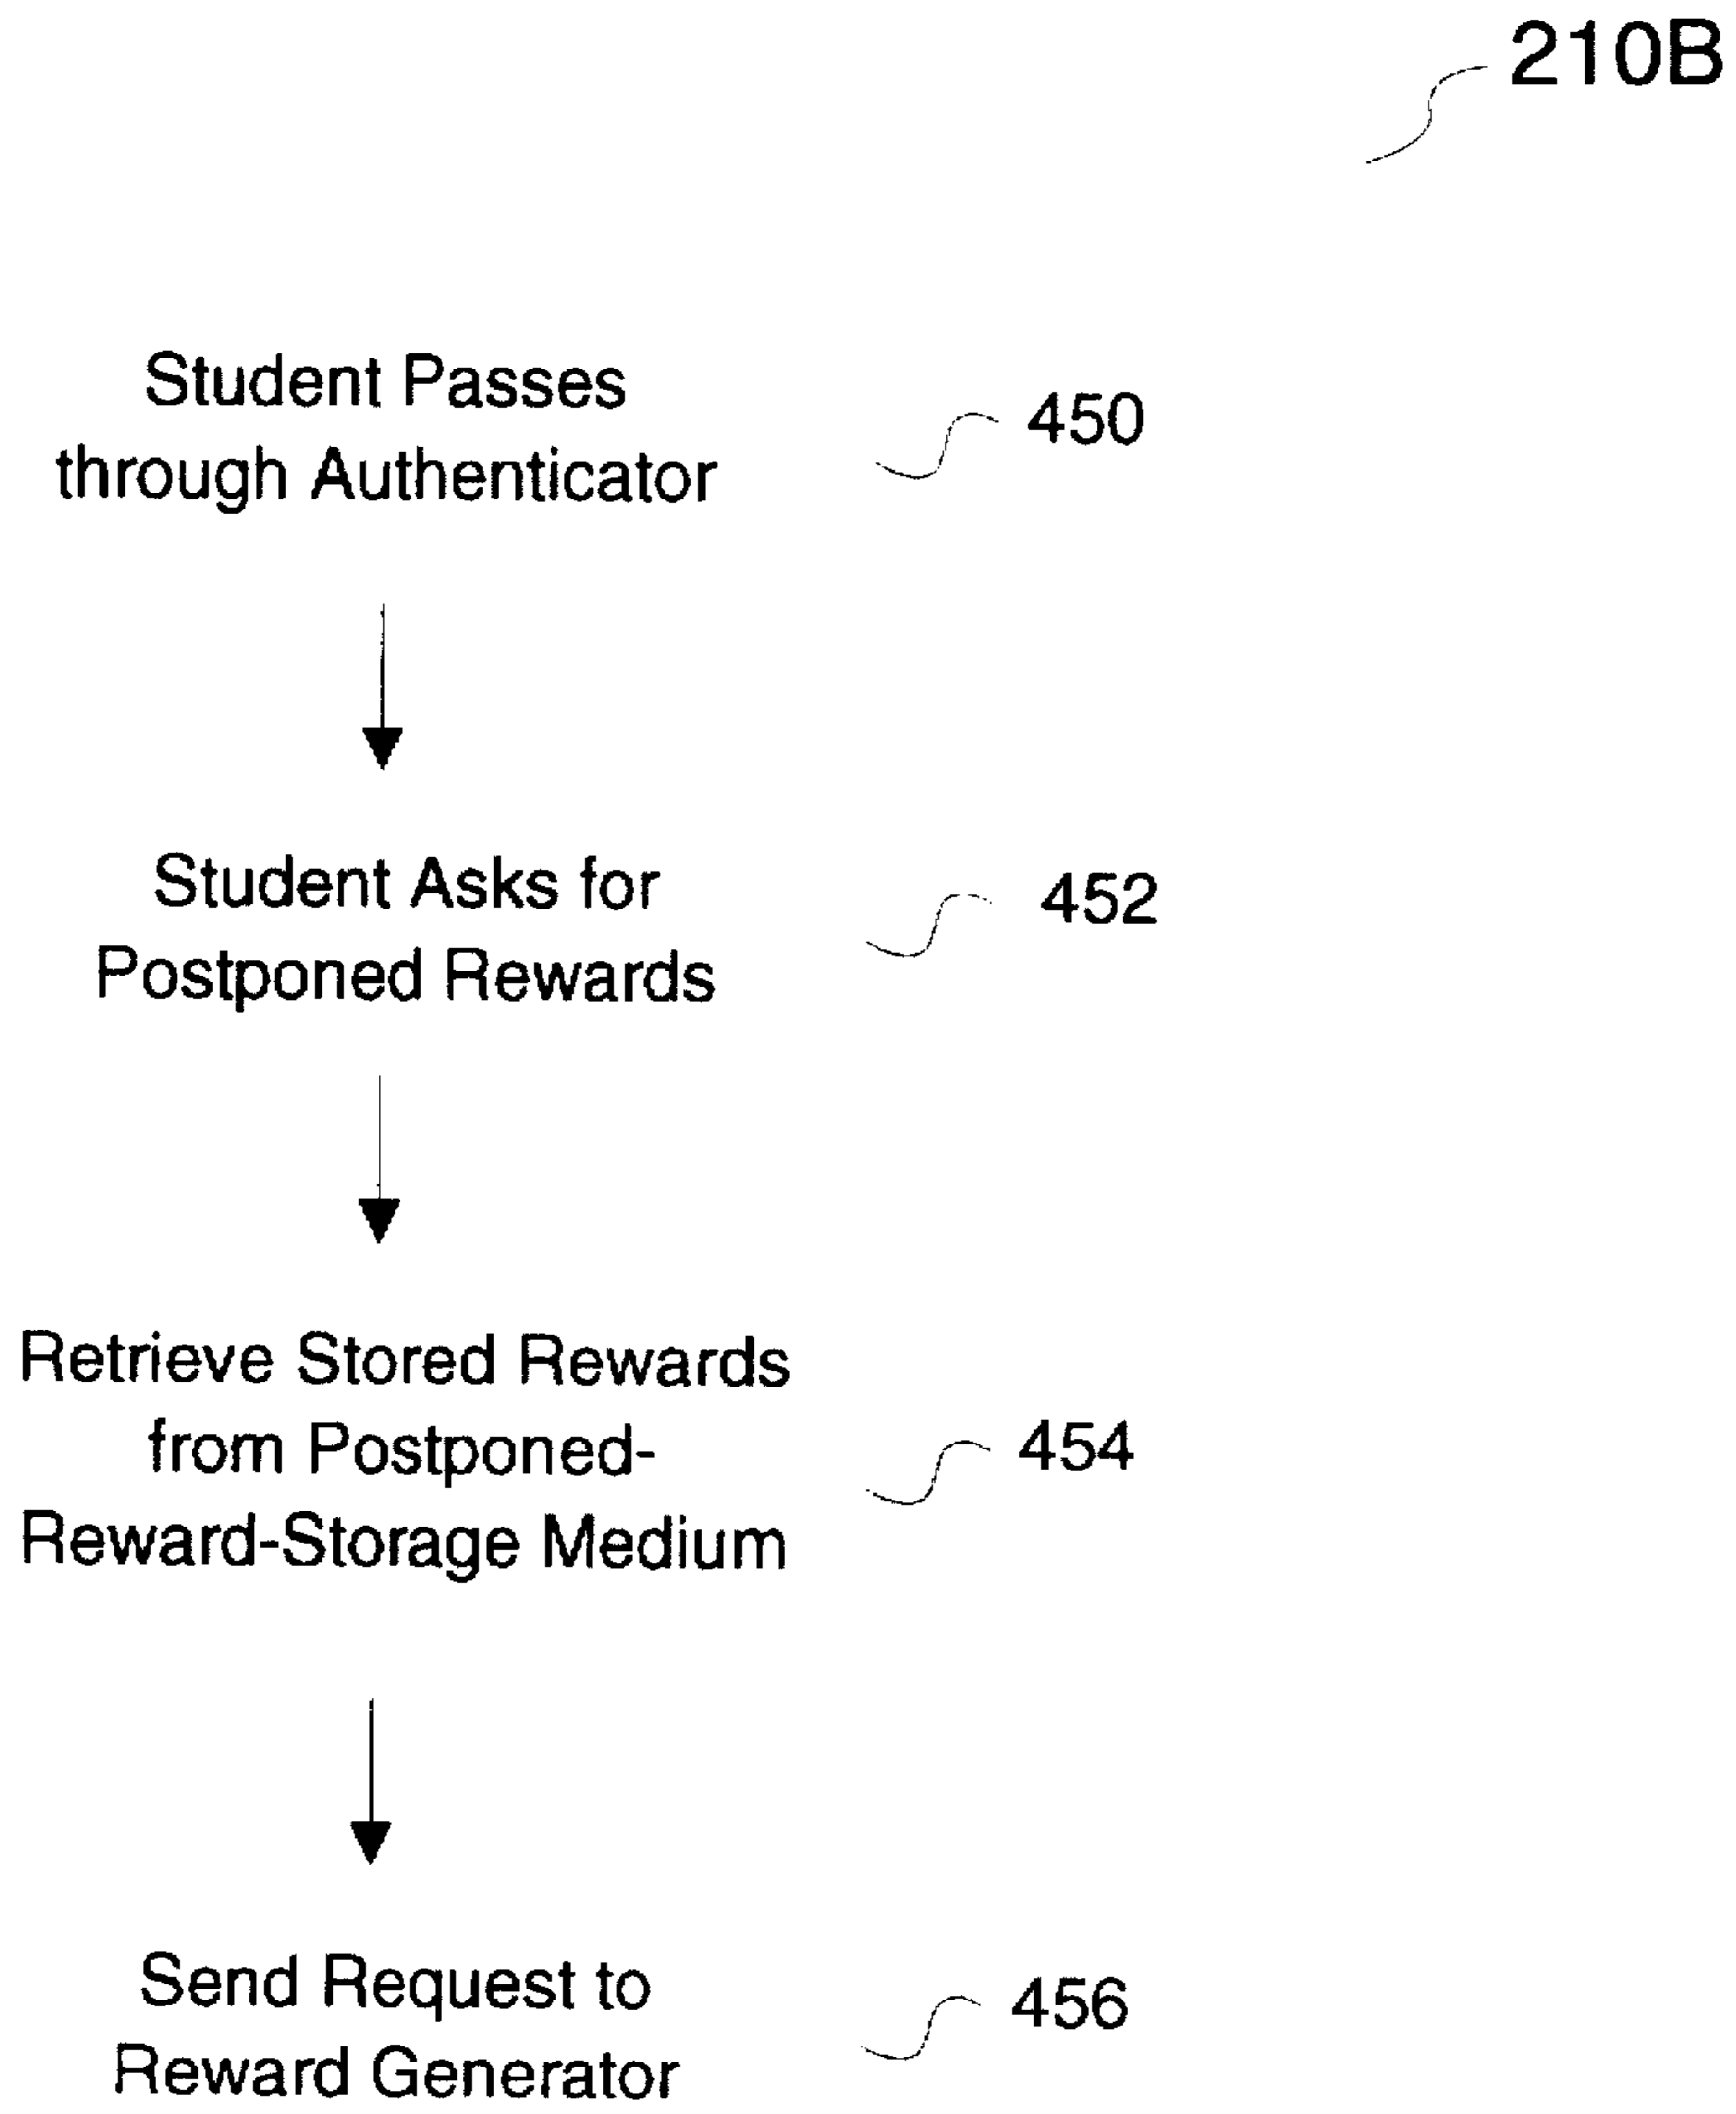 210B
Student Passes
through Authenticator
450
Student Asks for
Postponed Rewards
452
Retrieve Stored Rewards
from Postponed-
Reward-Storage Medium
454
Send Request to
Reward Generator
456